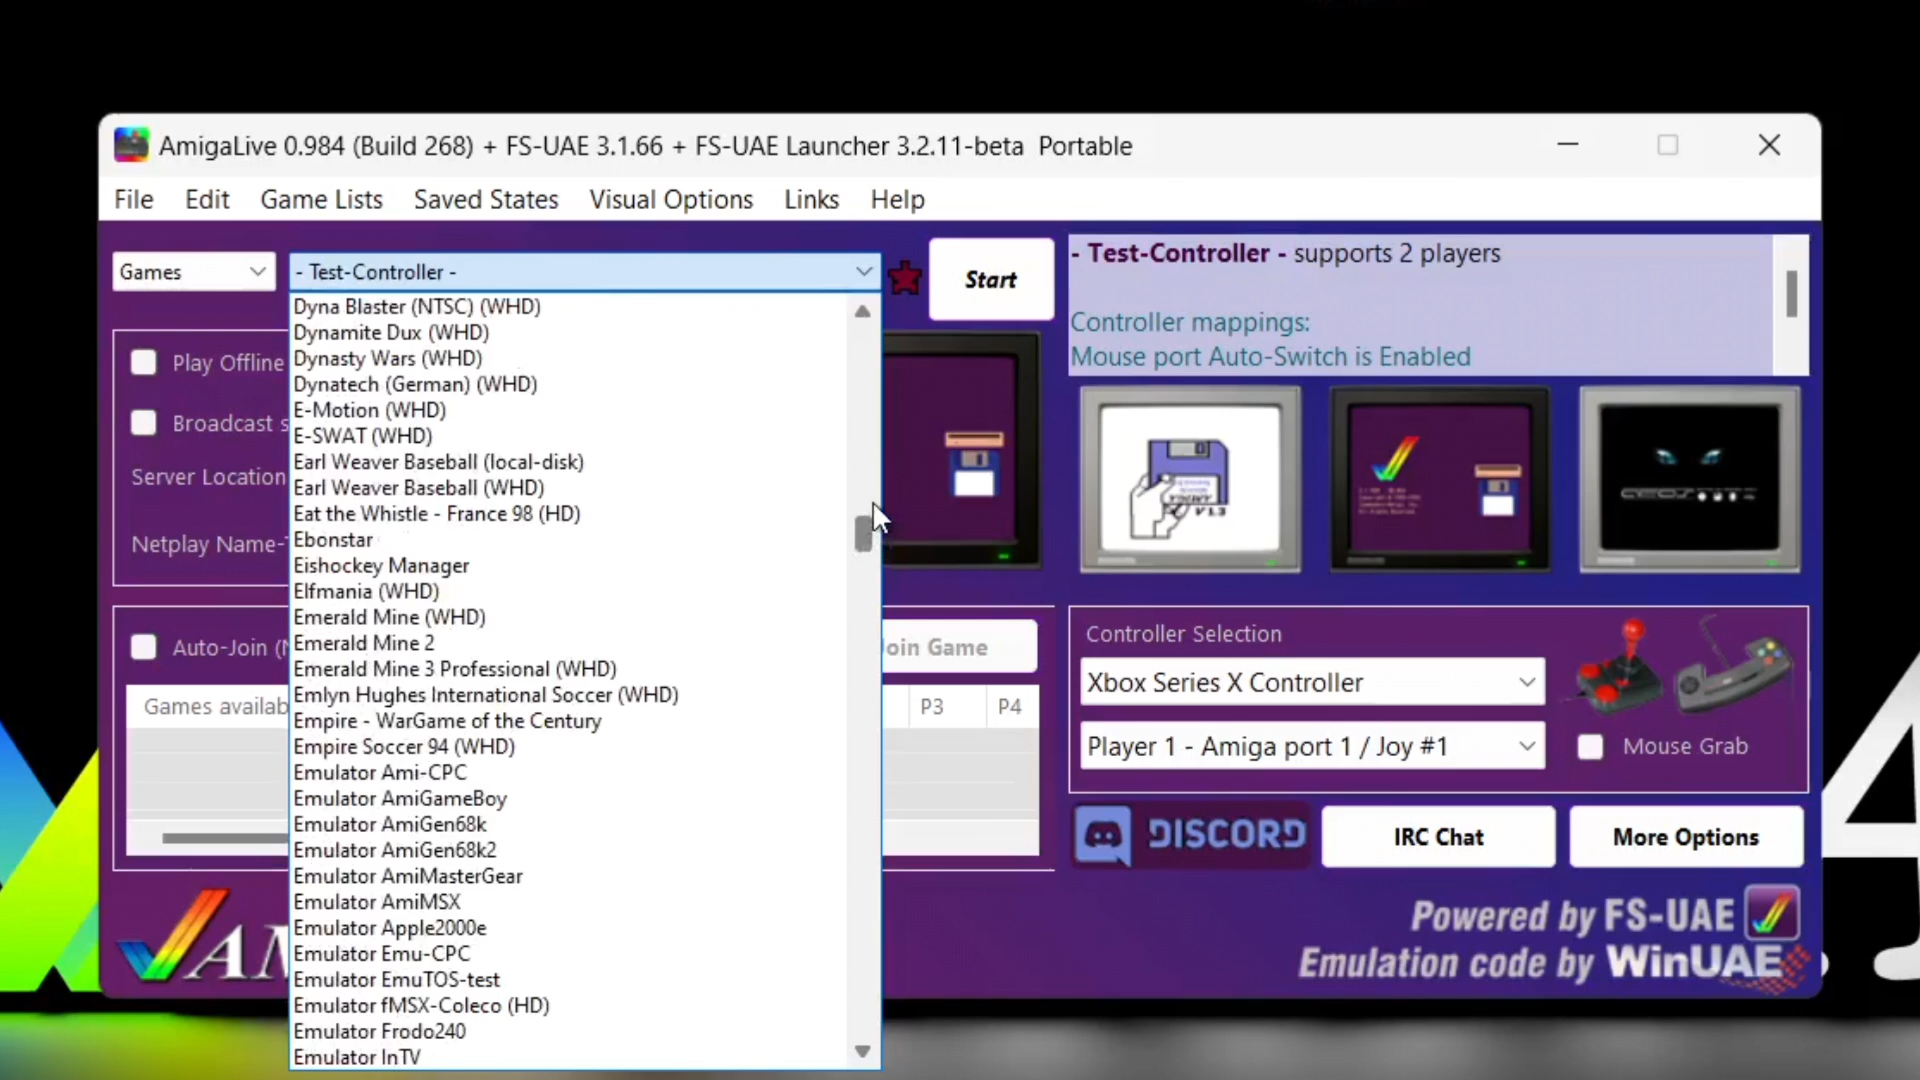 AmigaLive 0.984 (Build 268) + FS-UAE 3.1.66 + FS-UAE Launcher 3.2.11-beta  Portable
File Edit Game Lists Saved States Visual Options Links Help
Games
- Test-Controller -
Start
- Test-Controller - supports 2 players
Controller mappings:
Mouse port Auto-Switch is Enabled
Play Offline
Broadcast s
Server Location
Netplay Name-
Dyna Blaster (NTSC) (WHD)
Dynamite Dux (WHD)
Dynasty Wars (WHD)
Dynatech (German) (WHD)
E-Motion (WHD)
E-SWAT (WHD)
Earl Weaver Baseball (local-disk)
Earl Weaver Baseball (WHD)
Eat the Whistle - France 98 (HD)
Ebonstar
Eishockey Manager
Elfmania (WHD)
Emerald Mine (WHD)
Emerald Mine 2
Emerald Mine 3 Professional (WHD)
Emlyn Hughes International Soccer (WHD)
Empire - WarGame of the Century
Empire Soccer 94 (WHD)
Emulator Ami-CPC
Emulator AmiGameBoy
Emulator AmiGen68k
Emulator AmiGen68k2
Emulator AmiMasterGear
Emulator AmiMSX
Emulator Apple2000e
Emulator Emu-CPC
Emulator EmuTOS-test
Emulator fMSX-Coleco (HD)
Emulator Frodo240
Emulator InTV
V1.3
Auto-Join (
oin Game
Games availab
P3 P4
Controller Selection
Xbox Series X Controller
Player 1 - Amiga port 1 / Joy #1
Mouse Grab
DISCORD
IRC Chat
More Options
Powered by FS-UAE
Emulation code by WinUAE
AM